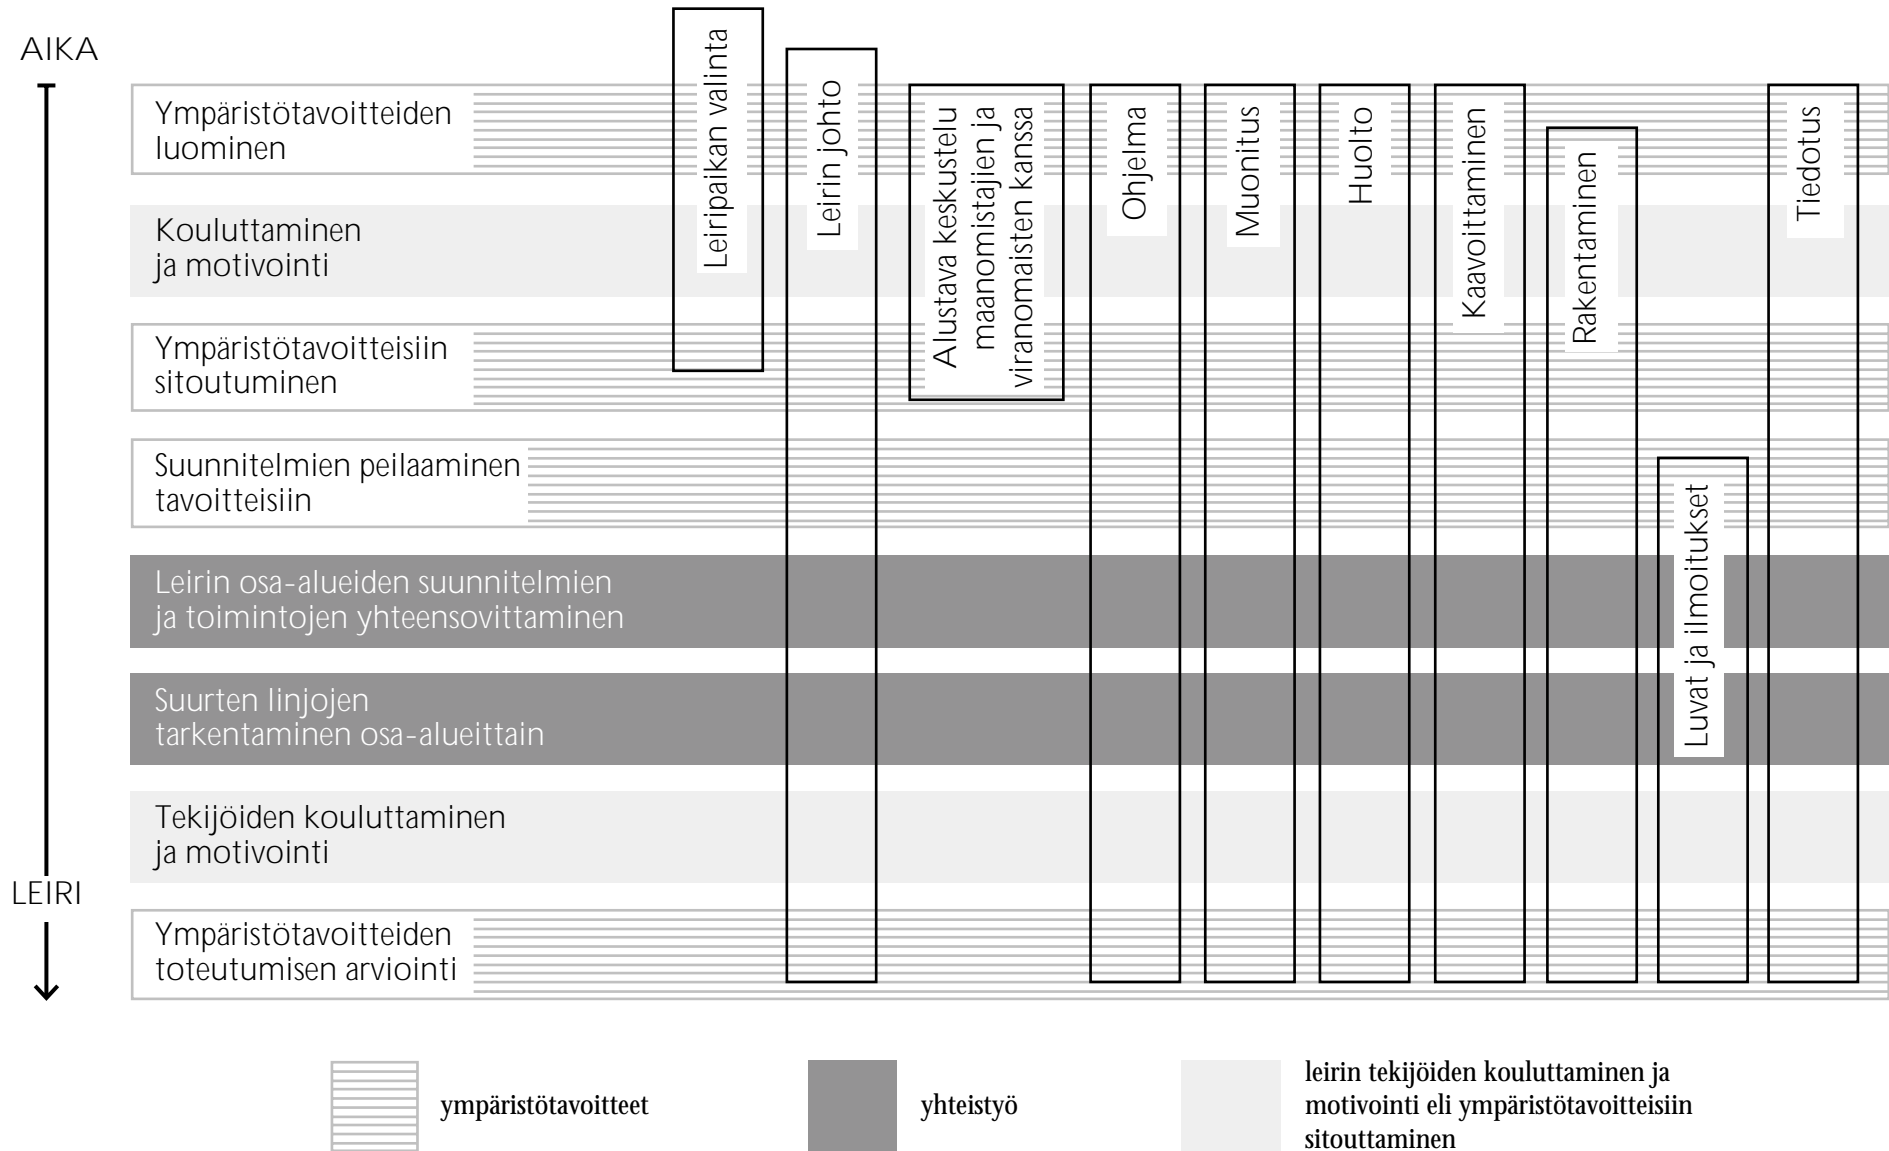 AIKA
Ympäristötavoitteiden
luominen
Kouluttaminen
ja motivointi
Ympäristötavoitteisiin
sitoutuminen
Suunnitelmien peilaaminen
tavoitteisiin
Leirin osa-alueiden suunnitelmien
ja toimintojen yhteensovittaminen
Suurten linjojen
tarkentaminen osa-alueittain
Tekijöiden kouluttaminen
ja motivointi
LEIRI
Ympäristötavoitteiden
toteutumisen arviointi
Leiripaikan valinta
Leirin johto
Alustava keskustelu
maanomistajien ja
viranomaisten kanssa
Ohjelma
Muonitus
Huolto
Kaavoittaminen
Rakentaminen
Luvat ja ilmoitukset
Tiedotus
ympäristötavoitteet
yhteistyö
leirin tekijöiden kouluttaminen ja
motivointi eli ympäristötavoitteisiin
sitouttaminen